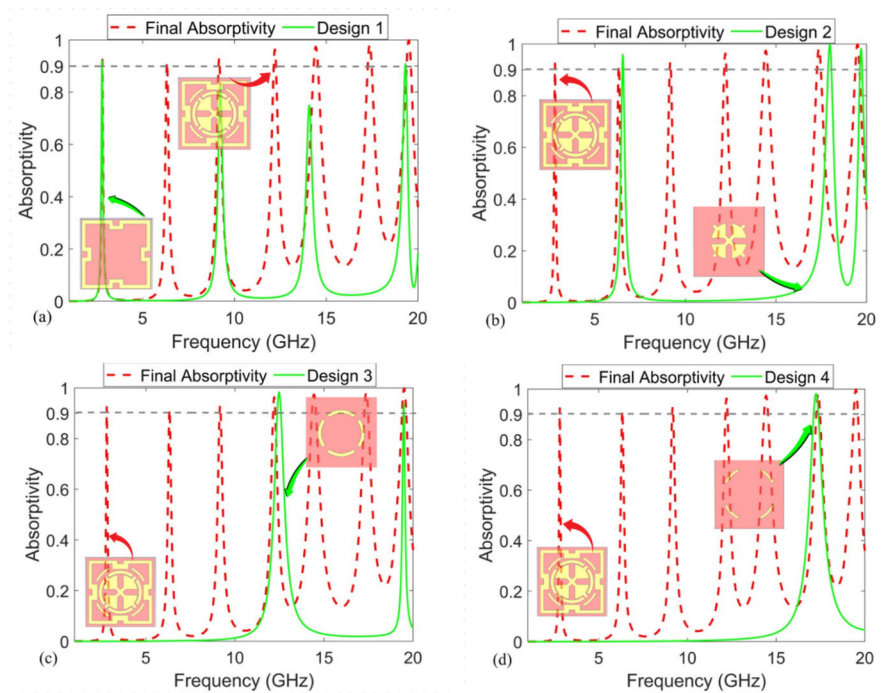 Final Absorptivity Design 1
1
0.9
0.8
0.6
0.4
0.2
0
Absorptivity
5 10 15 20
Frequency (GHz)
(a)
Final Absorptivity Design 2
1
0.9
0.8
0.6
0.4
0.2
0
Absorptivity
5 10 15 20
Frequency (GHz)
(b)
Final Absorptivity Design 3
1
0.9
0.8
0.6
0.4
0.2
0
Absorptivity
5 10 15 20
Frequency (GHz)
(c)
Final Absorptivity Design 4
1
0.9
0.8
0.6
0.4
0.2
0
Absorptivity
5 10 15 20
Frequency (GHz)
(d)